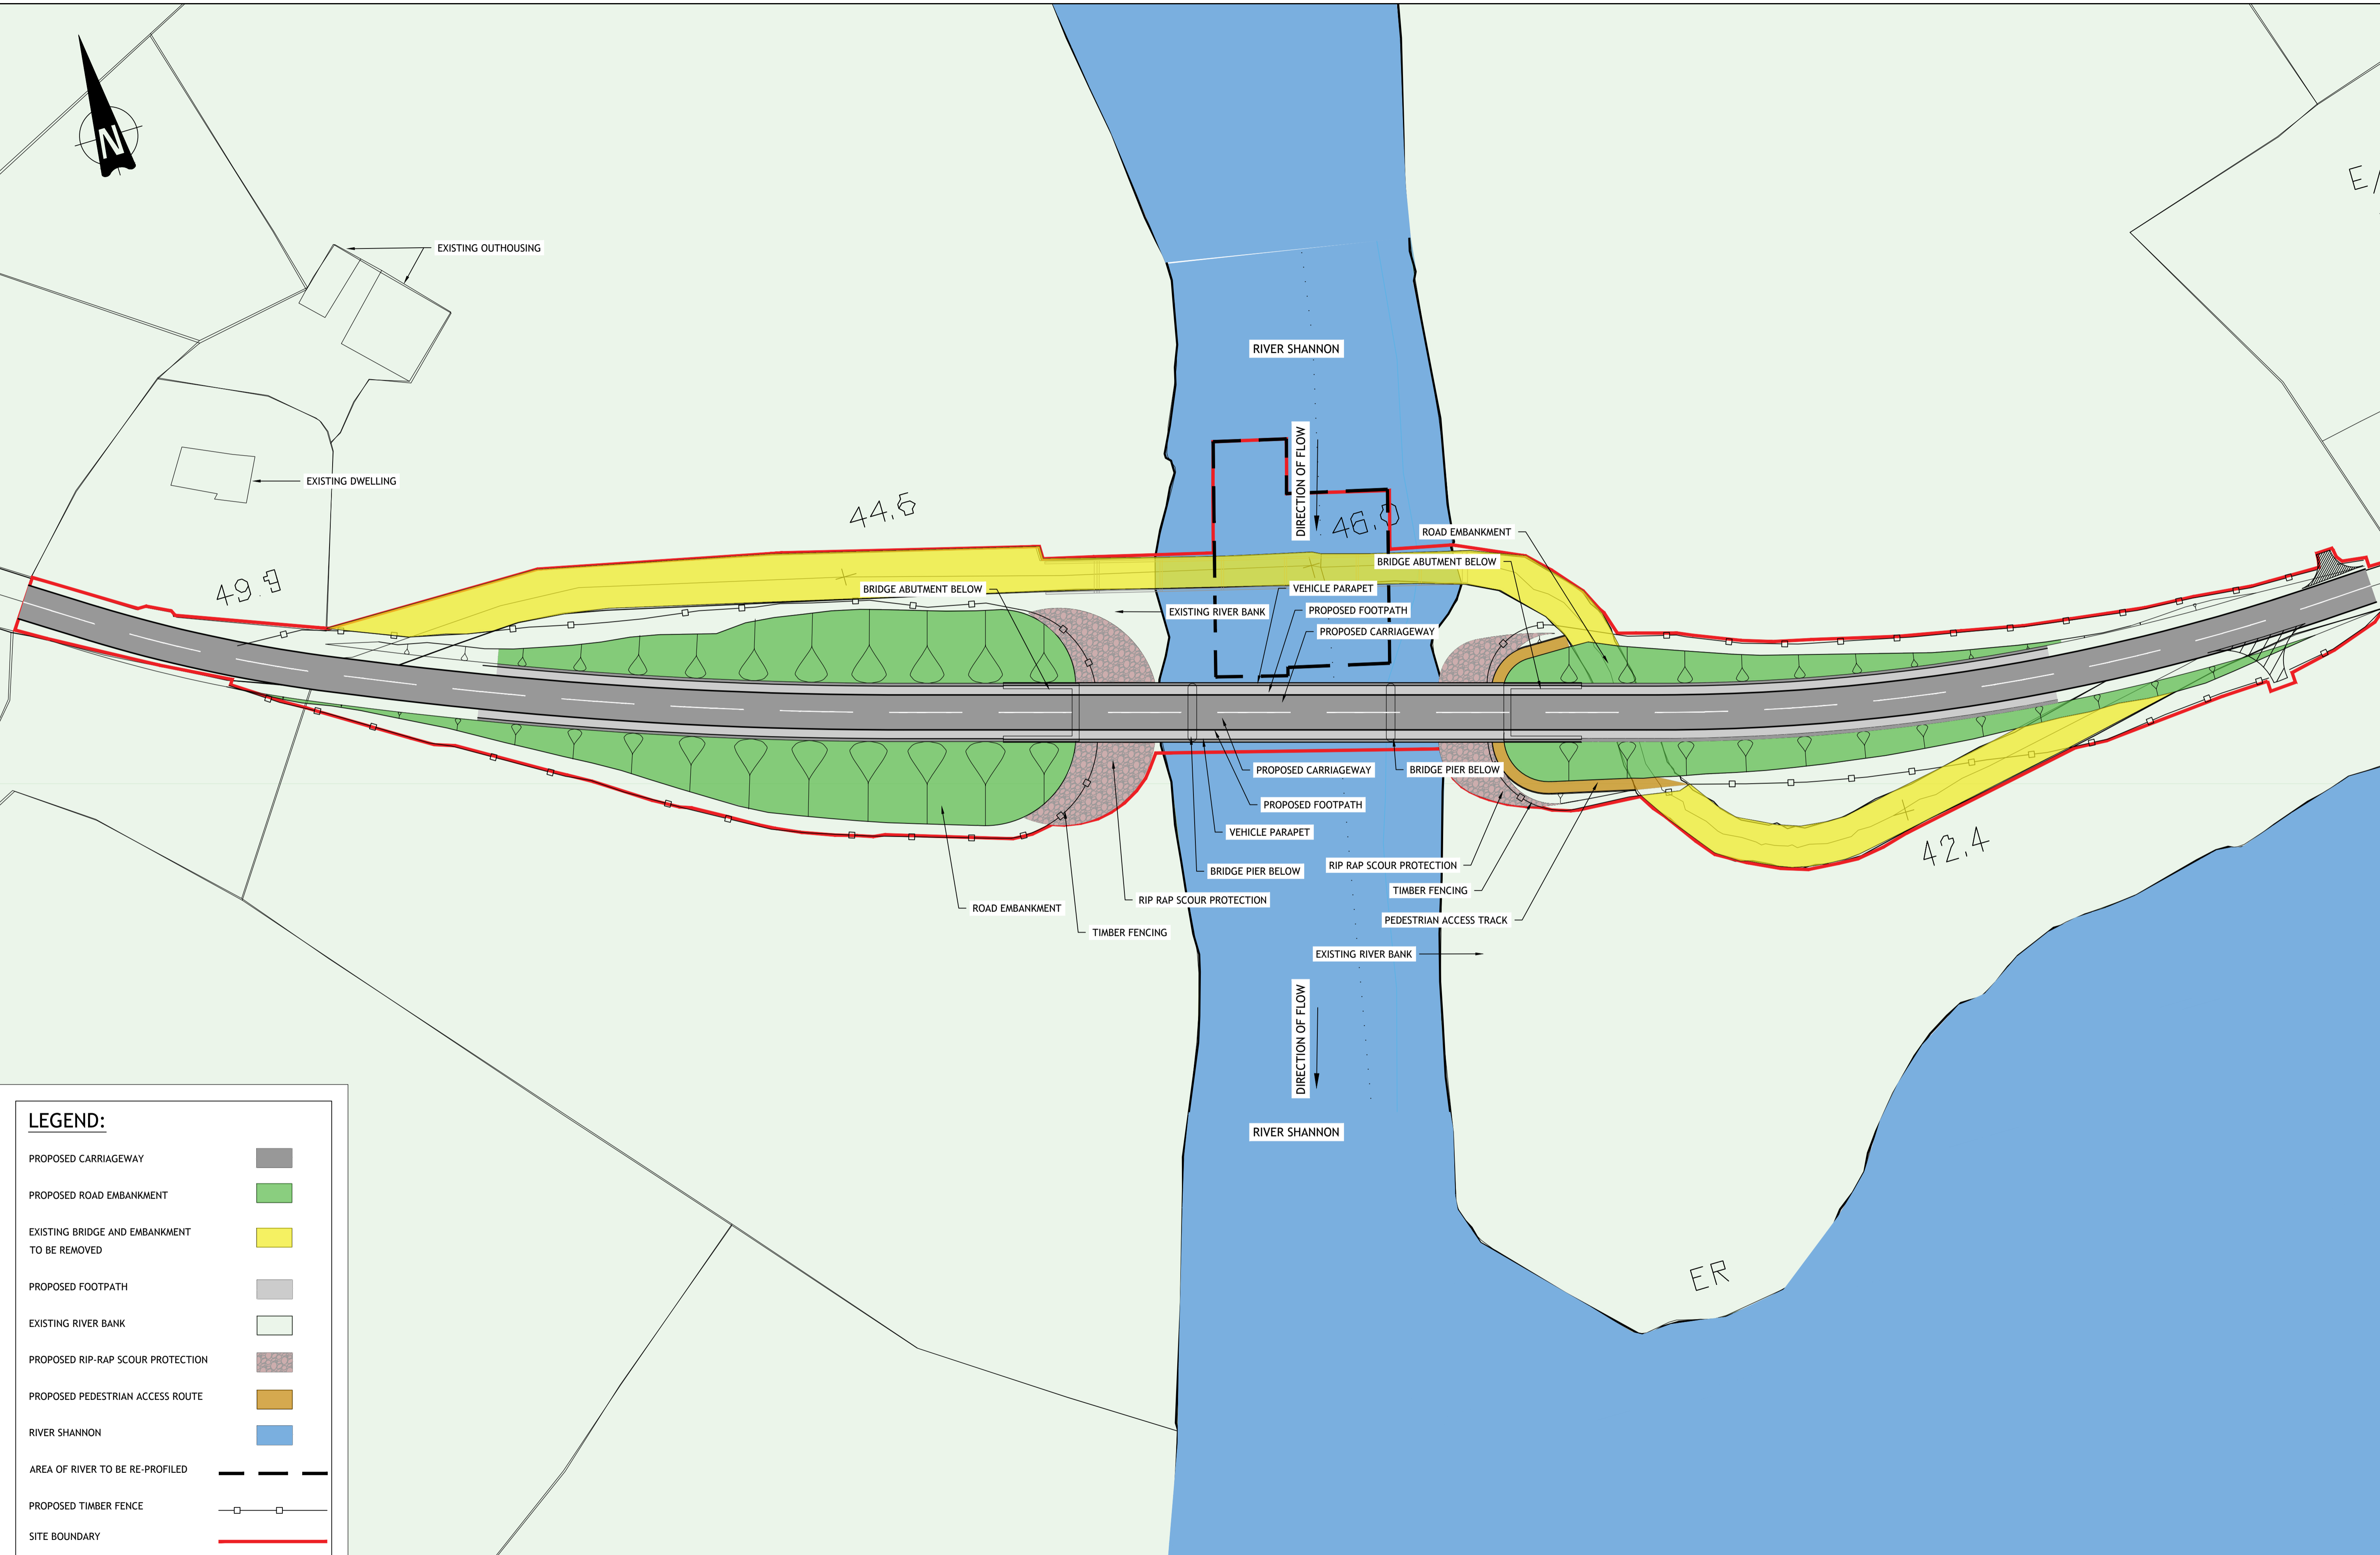 N
E
EXISTING OUTHOUSING
RIVER SHANNON
DIRECTION OF FLOW
EXISTING DWELLING
44.6
46.0
ROAD EMBANKMENT
BRIDGE ABUTMENT BELOW
49.9
BRIDGE ABUTMENT BELOW
VEHICLE PARAPET
EXISTING RIVER BANK
PROPOSED FOOTPATH
PROPOSED CARRIAGEWAY
PROPOSED CARRIAGEWAY
BRIDGE PIER BELOW
PROPOSED FOOTPATH
VEHICLE PARAPET
42.4
RIP RAP SCOUR PROTECTION
BRIDGE PIER BELOW
TIMBER FENCING
RIP RAP SCOUR PROTECTION
ROAD EMBANKMENT
PEDESTRIAN ACCESS TRACK
TIMBER FENCING
EXISTING RIVER BANK
DIRECTION OF FLOW
RIVER SHANNON
ER
LEGEND:
PROPOSED CARRIAGEWAY
PROPOSED ROAD EMBANKMENT
EXISTING BRIDGE AND EMBANKMENT
TO BE REMOVED
PROPOSED FOOTPATH
EXISTING RIVER BANK
PROPOSED RIP-RAP SCOUR PROTECTION
PROPOSED PEDESTRIAN ACCESS ROUTE
RIVER SHANNON
AREA OF RIVER TO BE RE-PROFILED
PROPOSED TIMBER FENCE
SITE BOUNDARY